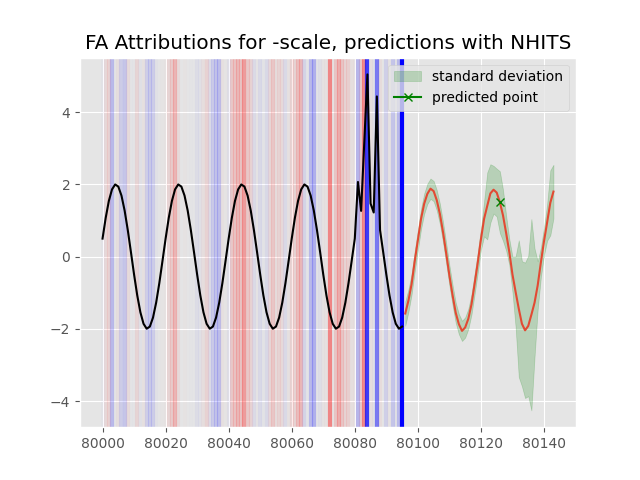 FA Attributions for -scale, predictions with NHITS
standard deviation
predicted point
4
2
0
−2
−4
80000 80020 80040 80060 80080 80100 80120 80140